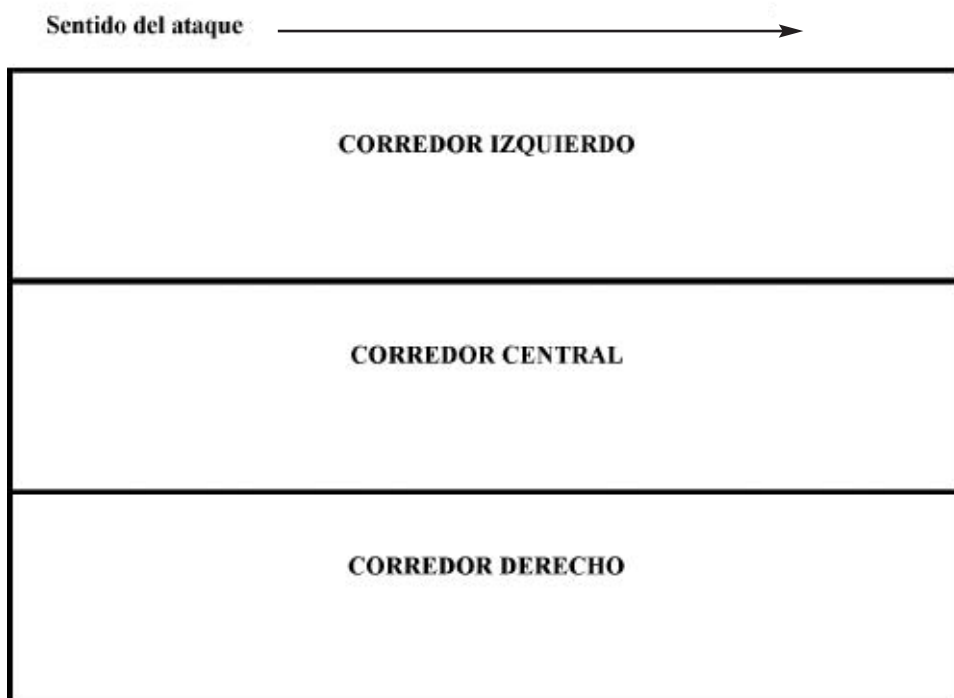 Sentido del ataque
CORREDOR IZQUIERDO
CORREDOR CENTRAL
CORREDOR DERECHO